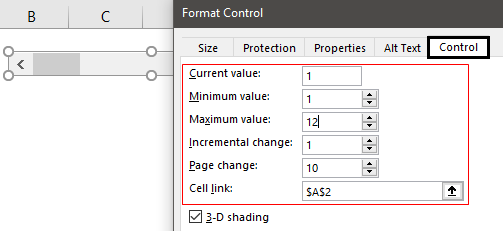 B C
Format Control
Size Protection Properties Alt Text Control
Current value: 1
Minimum value: 1
Maximum value: 12
Incremental change: 1
Page change: 10
Cell link: $A$2
3-D shading